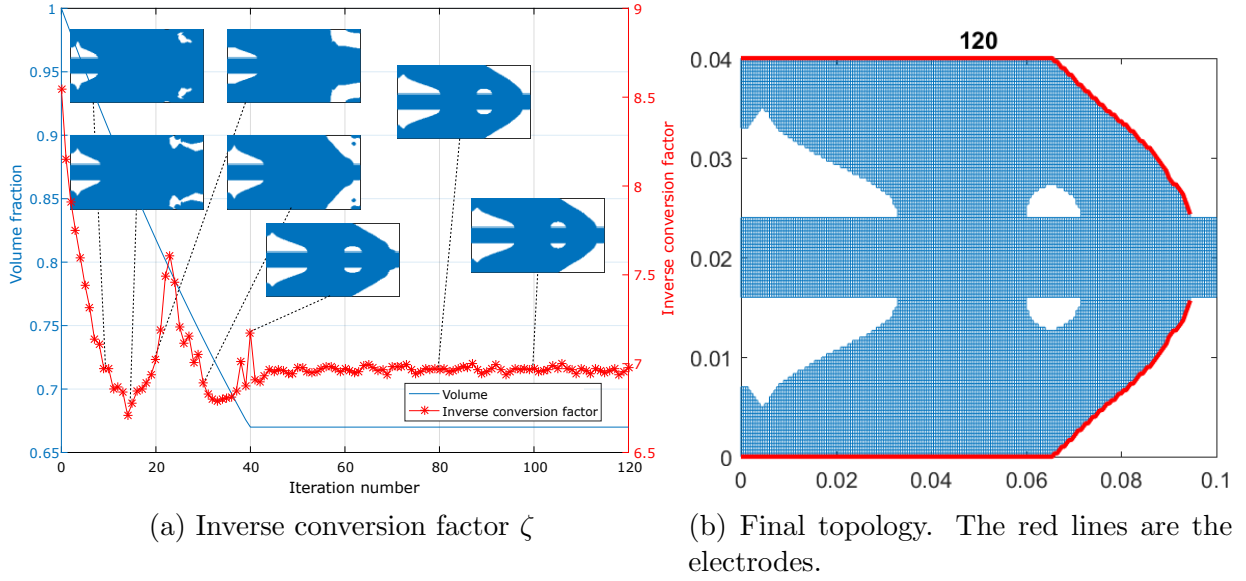 1
0.95
0.9
0.85
0.8
0.75
0.7
0.65
Volume fraction
9
8.5
8
7.5
7
6.5
Inverse conversion factor
Volume
Inverse conversion factor
0 20 40 60 80 100 120
Iteration number
(a) Inverse conversion factor ζ
120
0.04
0.03
0.02
0.01
0
0 0.02 0.04 0.06 0.08 0.1
(b) Final topology. The red lines are the
electrodes.